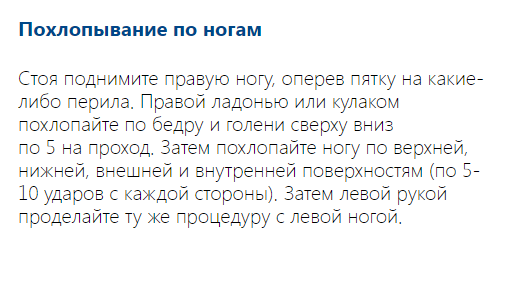 Похлопывание по ногам
Стоя поднимите правую ногу, оперев пятку на какие-
либо перила. Правой ладонью или кулаком
похлопайте по бедру и голени сверху вниз
по 5 на проход. Затем похлопайте ногу по верхней,
нижней, внешней и внутренней поверхностям (по 5-
10 ударов с каждой стороны). Затем левой рукой
проделайте ту же процедуру с левой ногой.